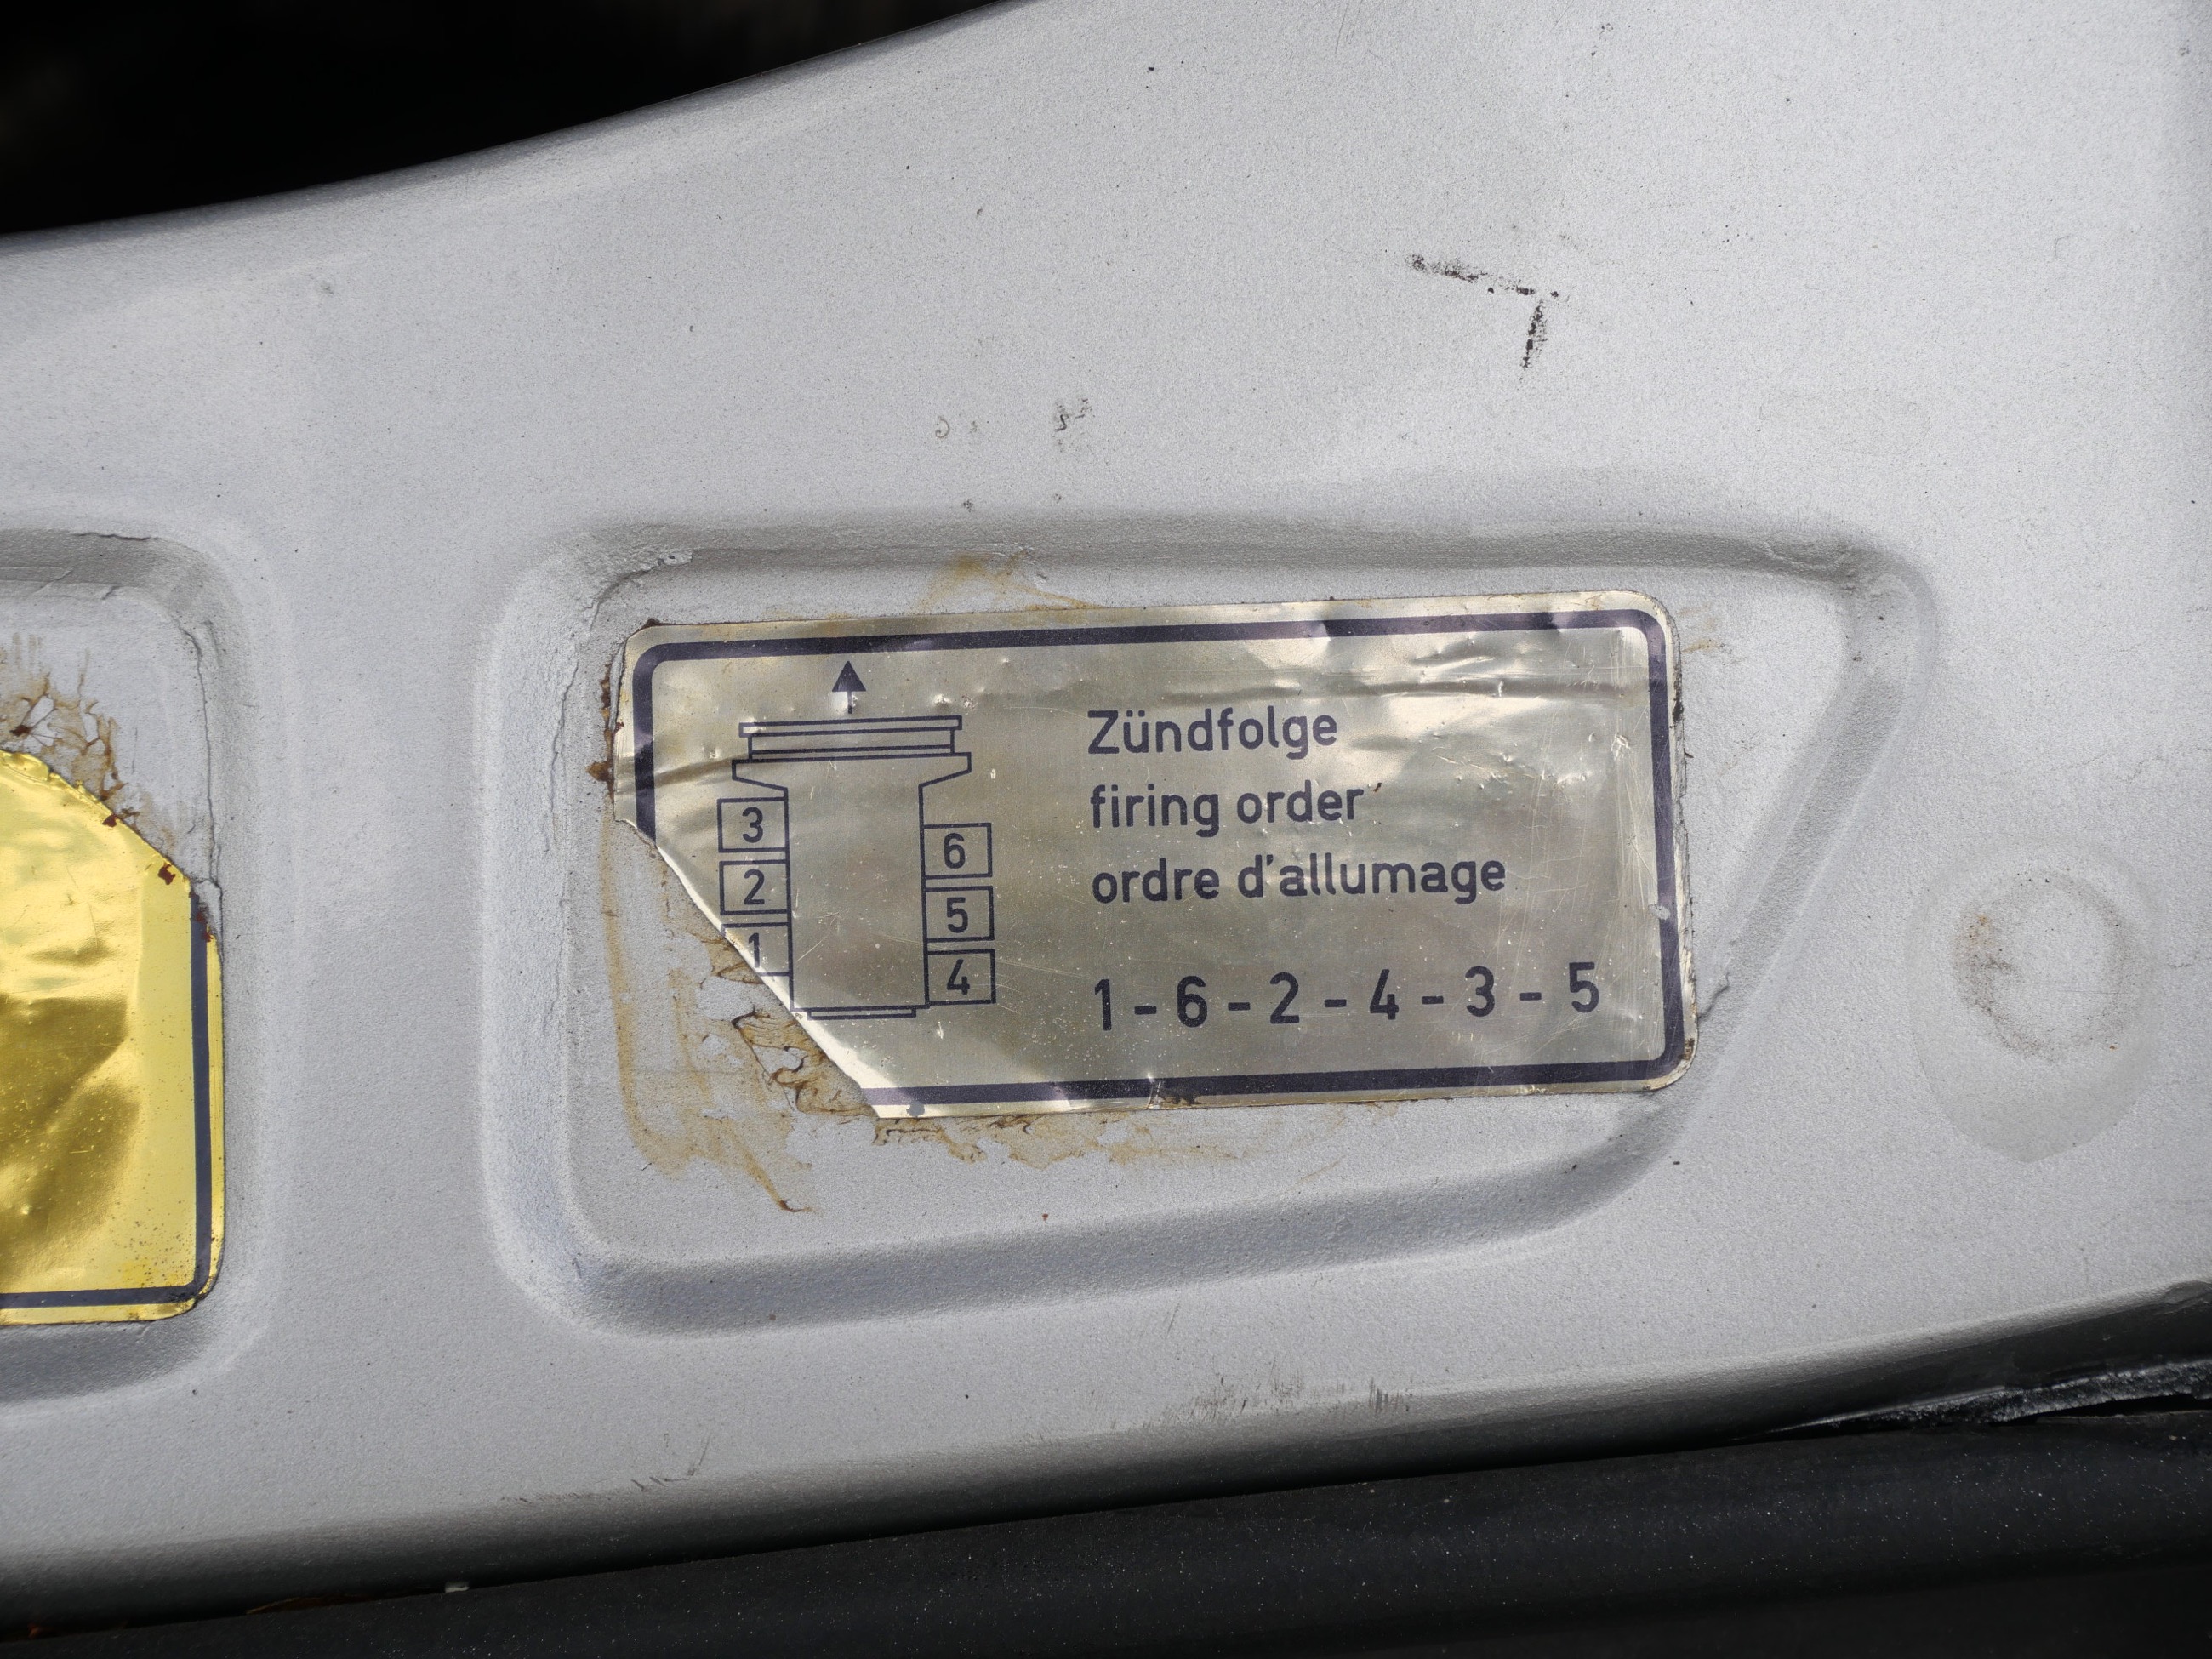 Zündfolge
firing order
ordre d'allumage
1 - 6 - 2 - 4 - 3 - 5
3
2
1
6
5
4